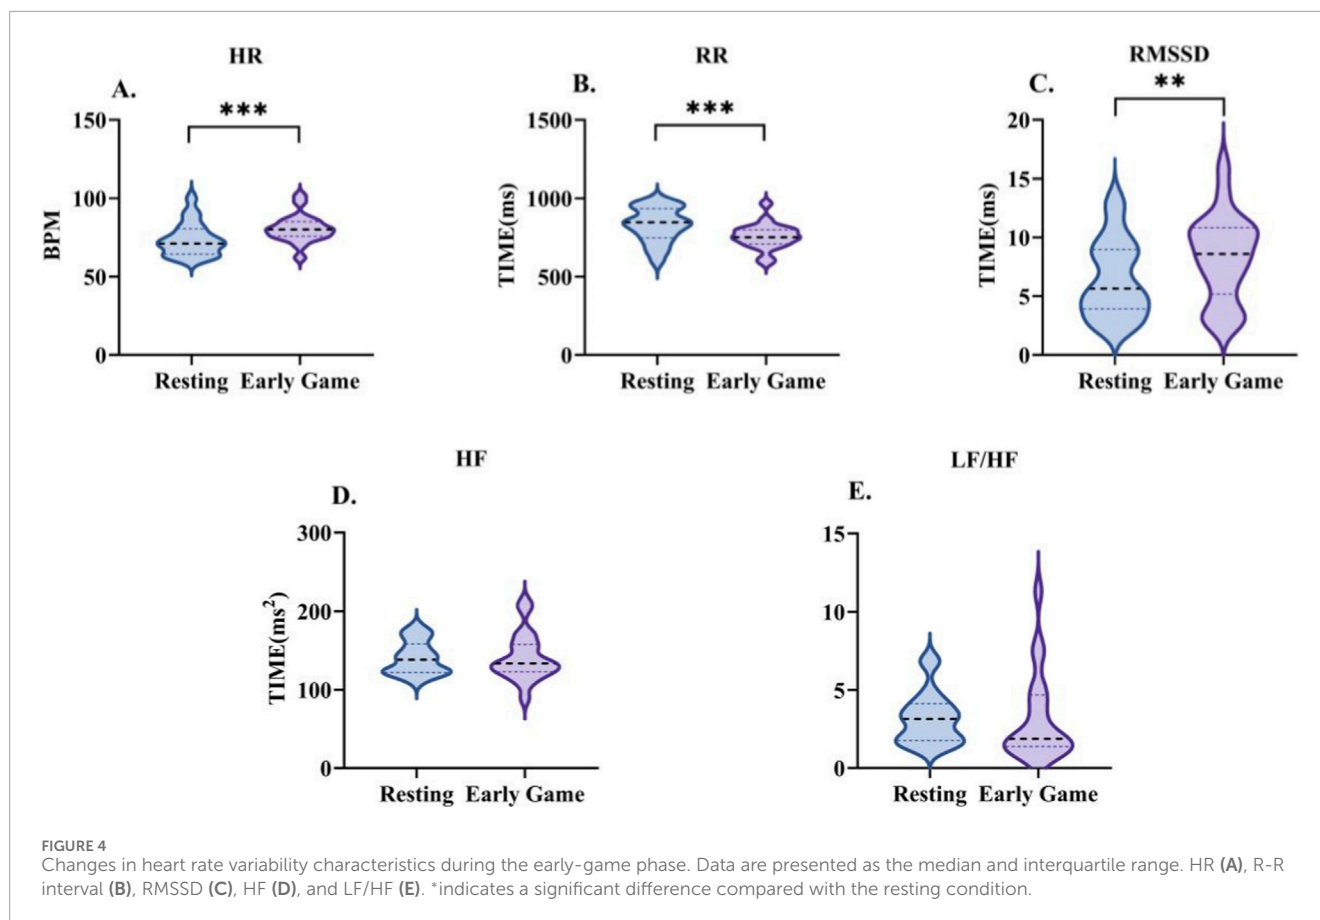 HR
A.
***
150
100
50
0
BPM
Resting Early Game
RR
B.
***
1500
1000
500
0
TIME(ms)
Resting Early Game
RMSSD
C.
**
20
15
10
5
0
TIME(ms)
Resting Early Game
HF
D.
300
200
100
0
TIME(ms²)
Resting Early Game
LF/HF
E.
15
10
5
0
Resting Early Game
FIGURE 4
Changes in heart rate variability characteristics during the early-game phase. Data are presented as the median and interquartile range. HR (A), R-R
interval (B), RMSSD (C), HF (D), and LF/HF (E). *indicates a significant difference compared with the resting condition.